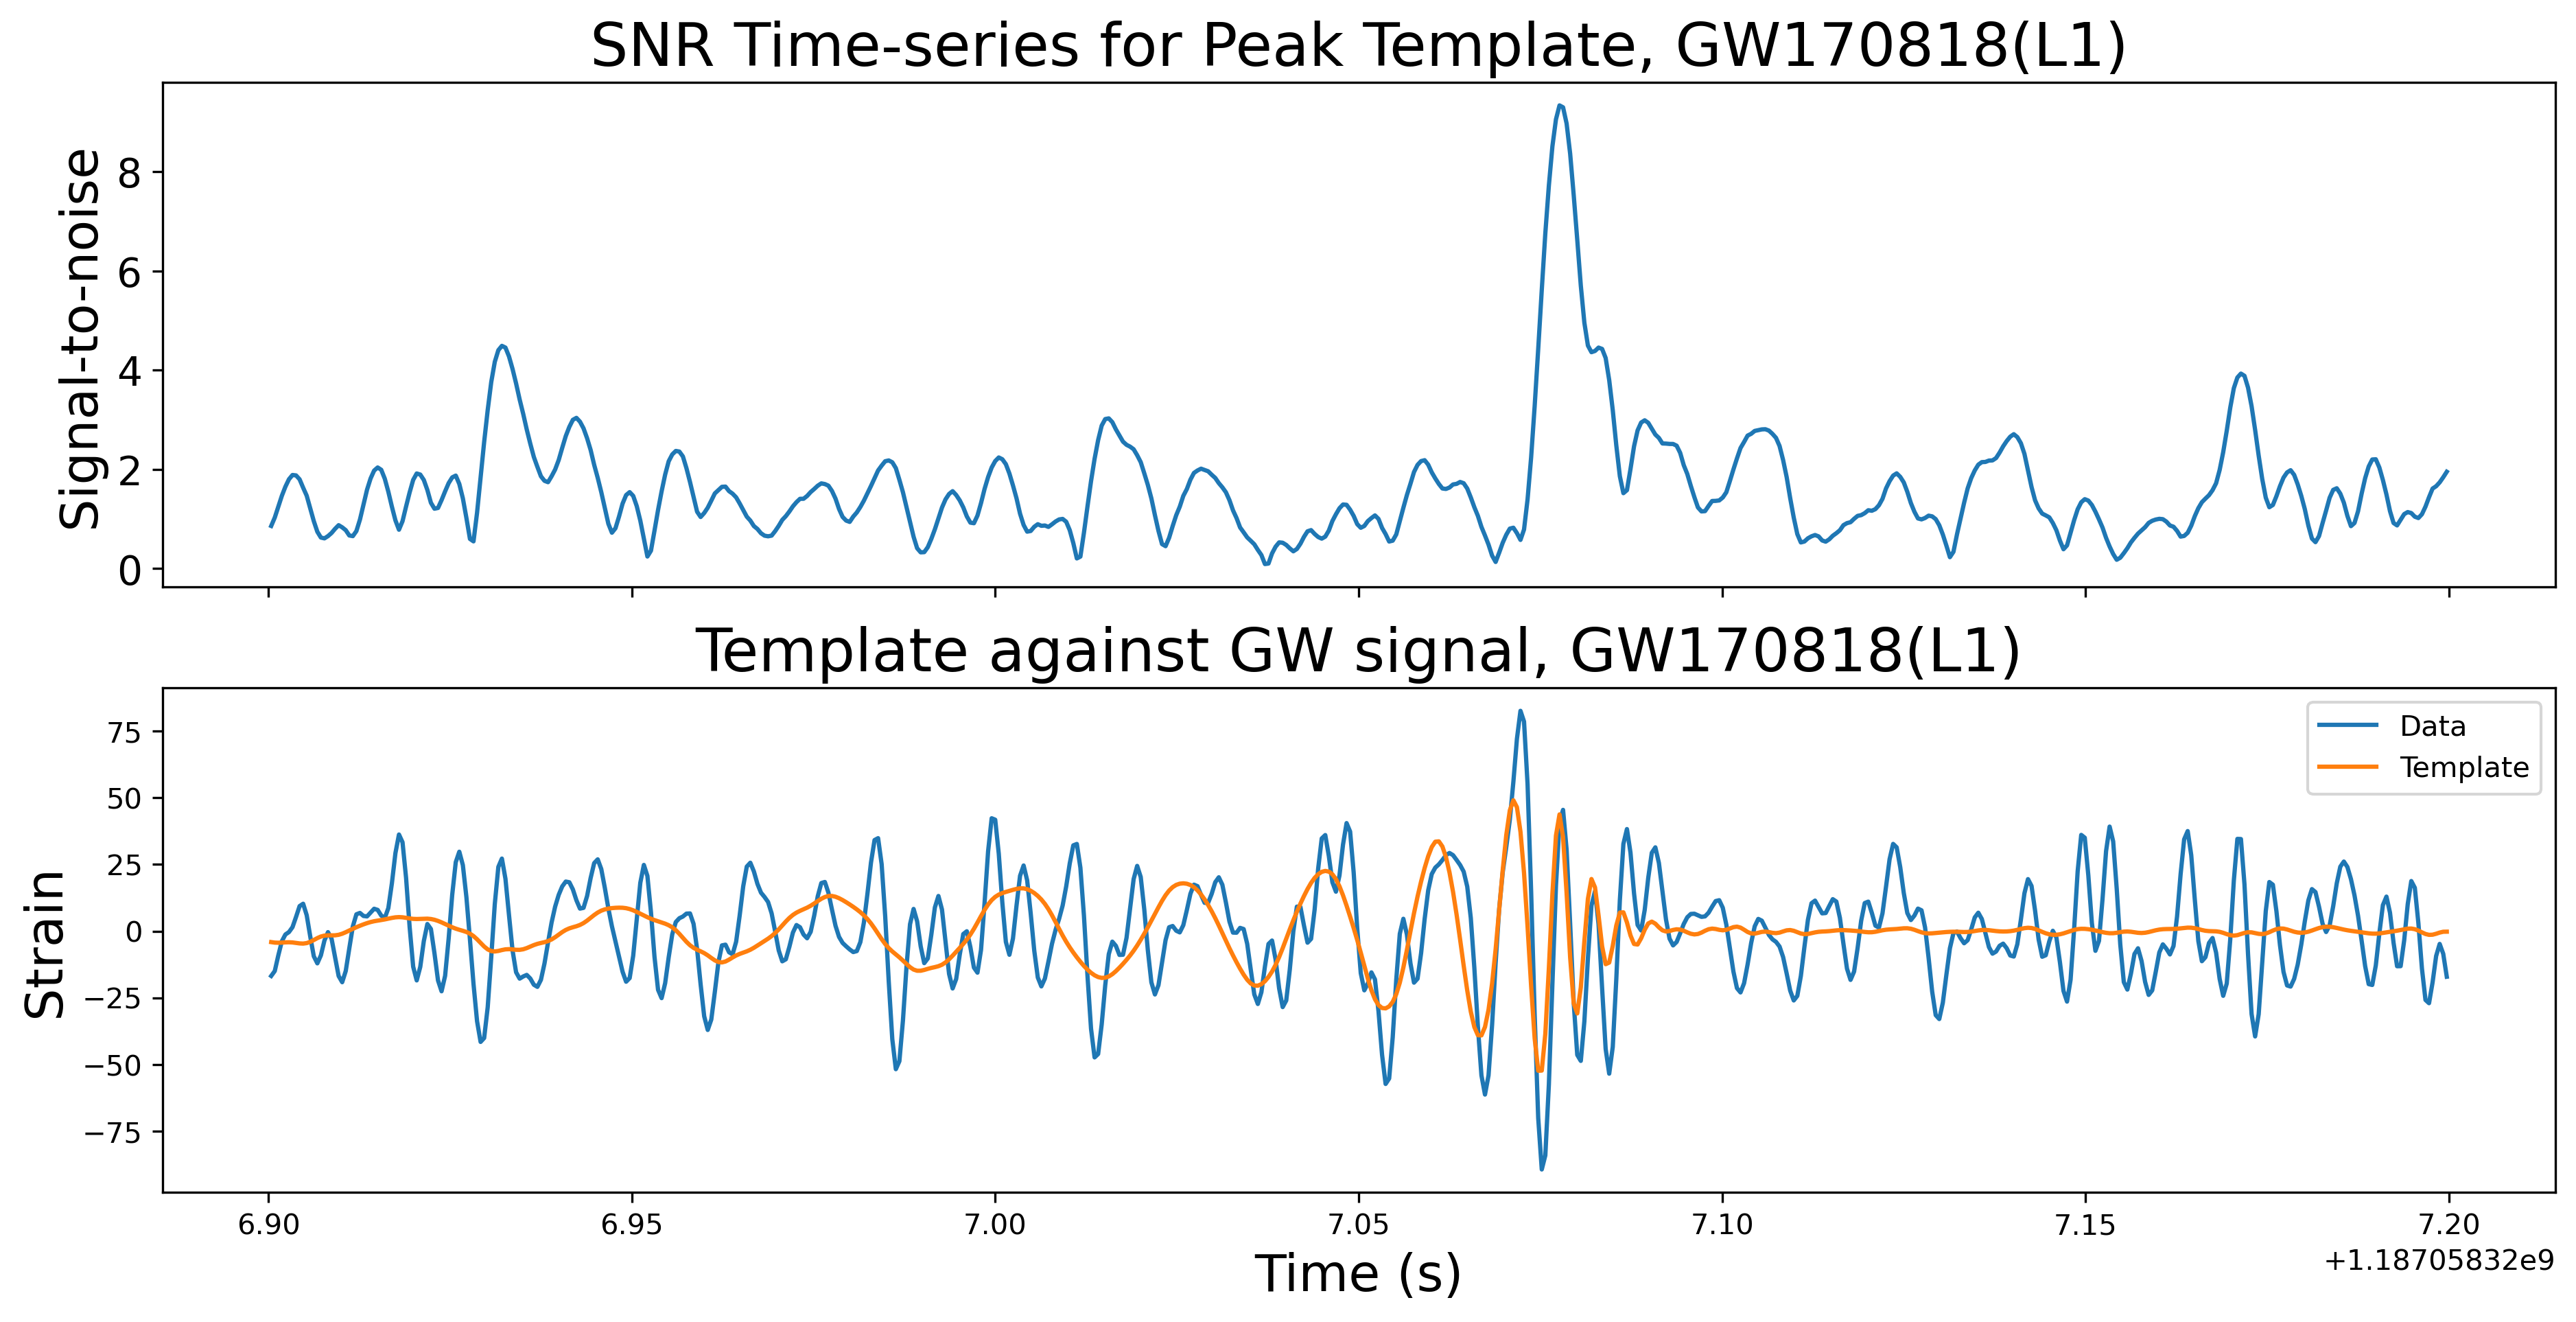 SNR Time-series for Peak Template, GW170818(L1)
Signal-to-noise
8
6
4
2
0
Template against GW signal, GW170818(L1)
Strain
75
50
25
0
−25
−50
−75
Data
Template
6.90 6.95 7.00 7.05 7.10 7.15 7.20
+1.18705832e9
Time (s)